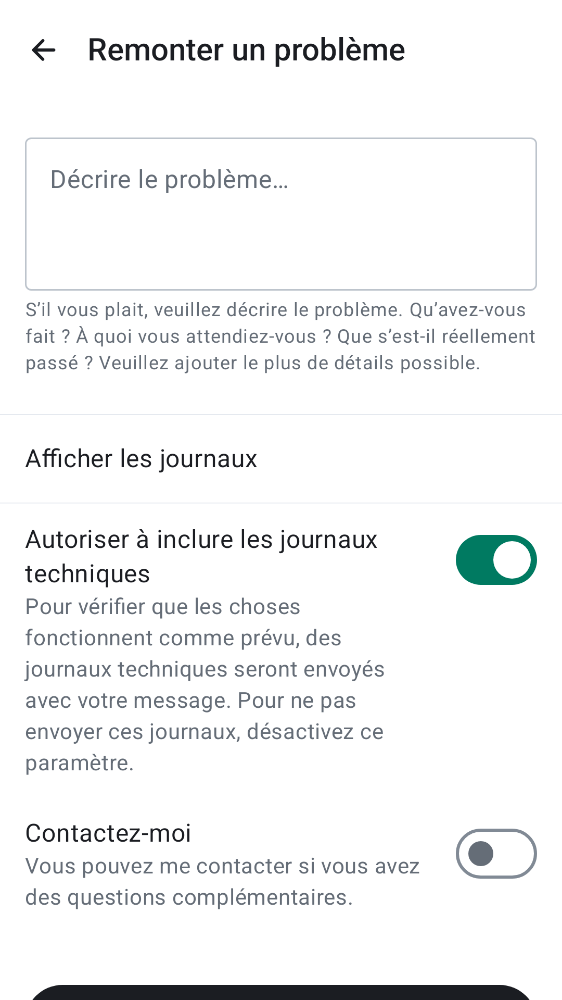 Remonter un problème
Décrire le problème…
S’il vous plait, veuillez décrire le problème. Qu’avez-vous
fait ? À quoi vous attendiez-vous ? Que s’est-il réellement
passé ? Veuillez ajouter le plus de détails possible.
Afficher les journaux
Autoriser à inclure les journaux
techniques
Pour vérifier que les choses
fonctionnent comme prévu, des
journaux techniques seront envoyés
avec votre message. Pour ne pas
envoyer ces journaux, désactivez ce
paramètre.
Contactez-moi
Vous pouvez me contacter si vous avez
des questions complémentaires.